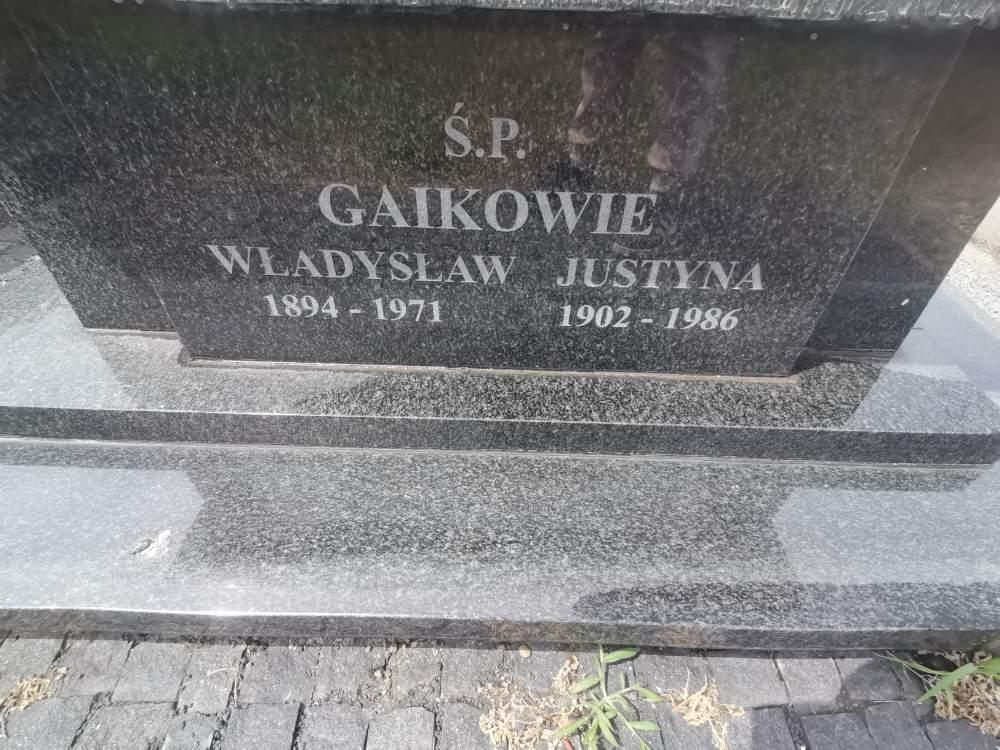 Ś.P.
GAIKOWIE
WŁADYSŁAW JUSTYNA
1894 - 1971 1902 - 1986